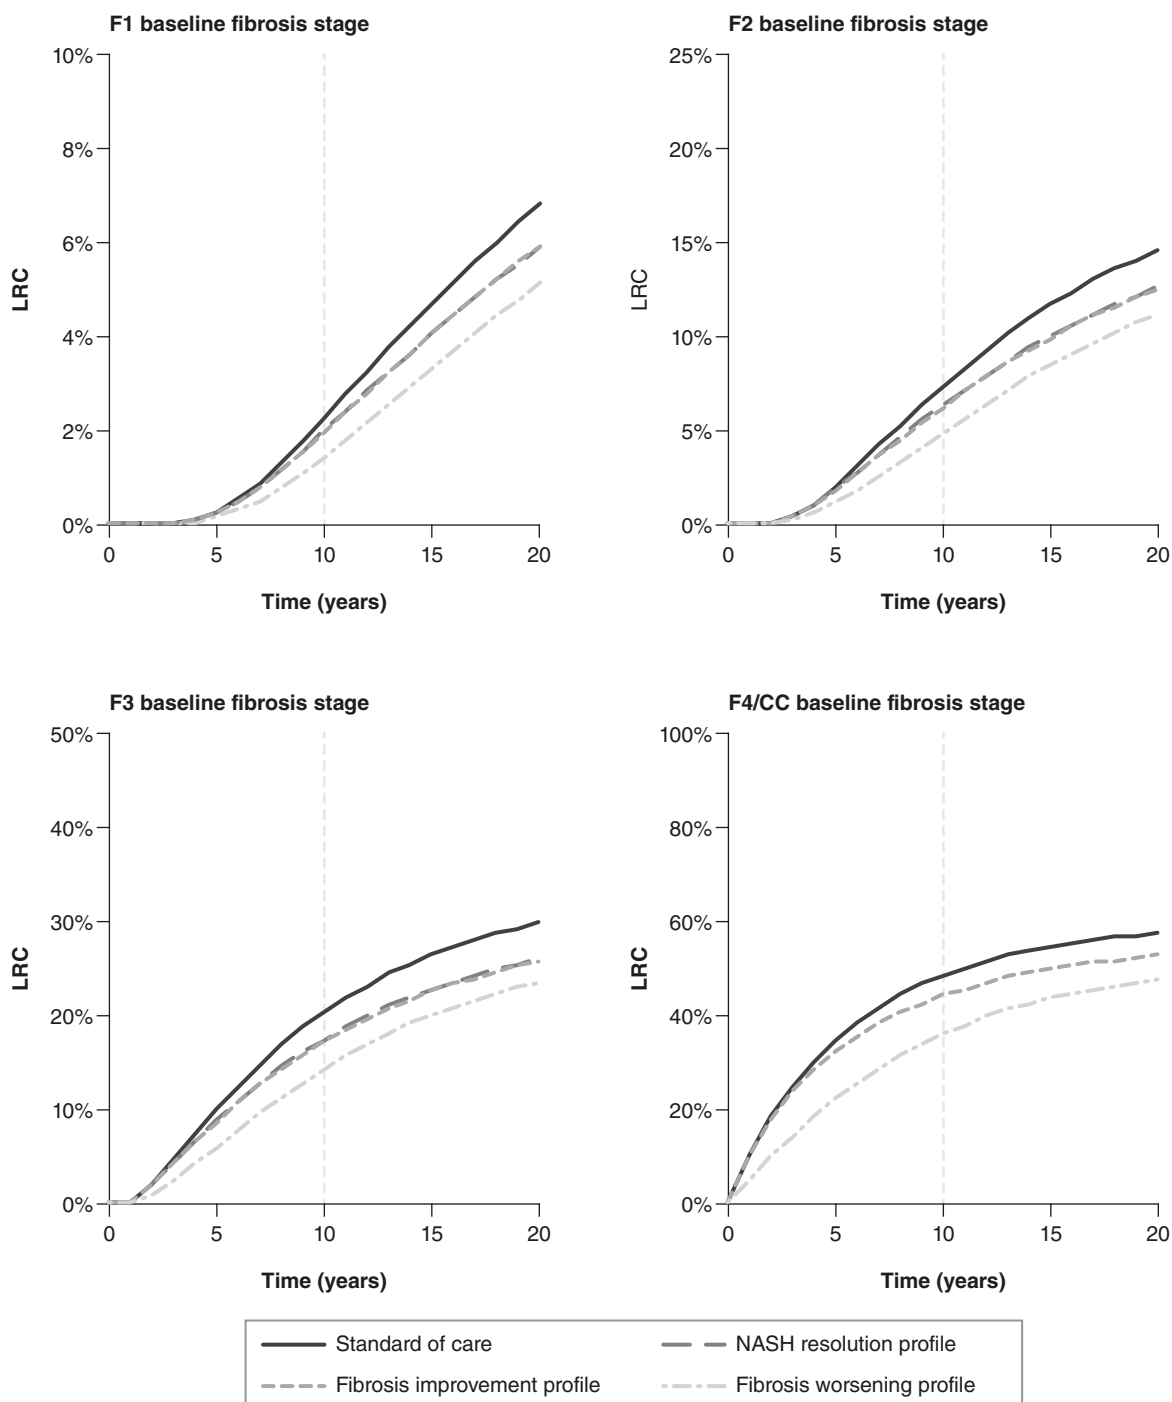 F1 baseline fibrosis stage
10%
8%
6%
4%
2%
0%
LRC
0 5 10 15 20
Time (years)
F2 baseline fibrosis stage
25%
20%
15%
10%
5%
0%
LRC
0 5 10 15 20
Time (years)
F3 baseline fibrosis stage
50%
40%
30%
20%
10%
0%
LRC
0 5 10 15 20
Time (years)
F4/CC baseline fibrosis stage
100%
80%
60%
40%
20%
0%
LRC
0 5 10 15 20
Time (years)
Standard of care
NASH resolution profile
Fibrosis improvement profile
Fibrosis worsening profile